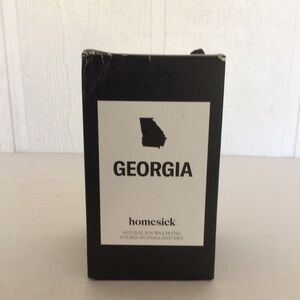 GEORGIA
homesick
NATURAL SOY WAX BLEND
POURED IN SMALL BATCHES